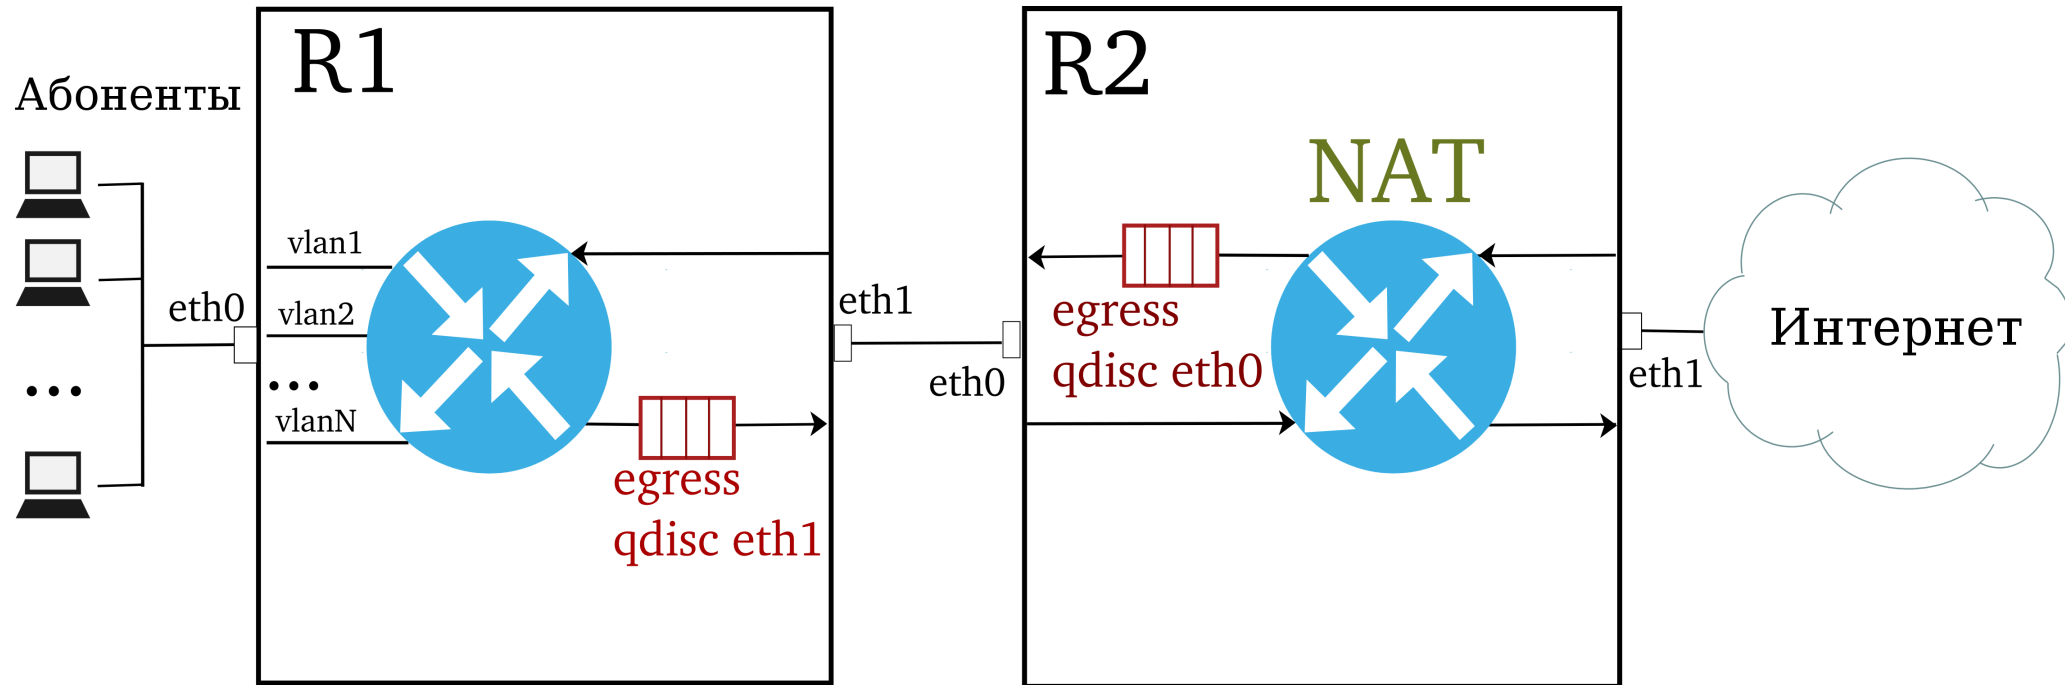 R1
R2
Абоненты
NAT
vlan1
eth0
vlan2
...
vlanN
...
egress
qdisc eth1
eth1
eth0
egress
qdisc eth0
eth1
Интернет